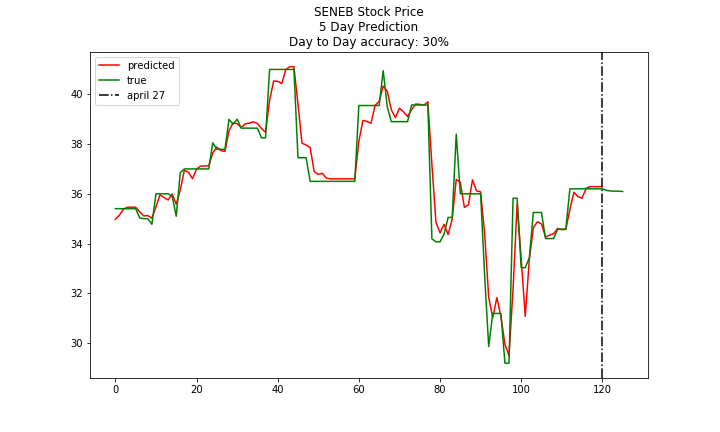 SENEB Stock Price
5 Day Prediction
Day to Day accuracy: 30%
predicted
true
april 27
40
38
36
34
32
30
0
20
40
60
80
100
120